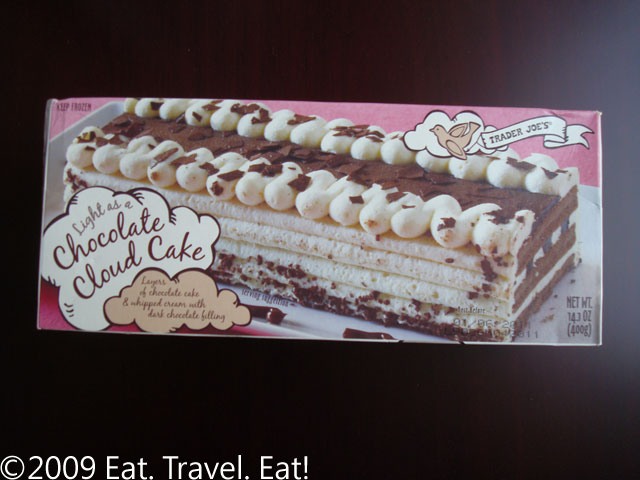 KEEP FROZEN
TRADER JOE'S
Light as a
Chocolate
Cloud Cake
Layers
of chocolate cake
& whipped cream with
dark chocolate filling
NET WT.
14.1 OZ
(400g)
©2009 Eat. Travel. Eat!